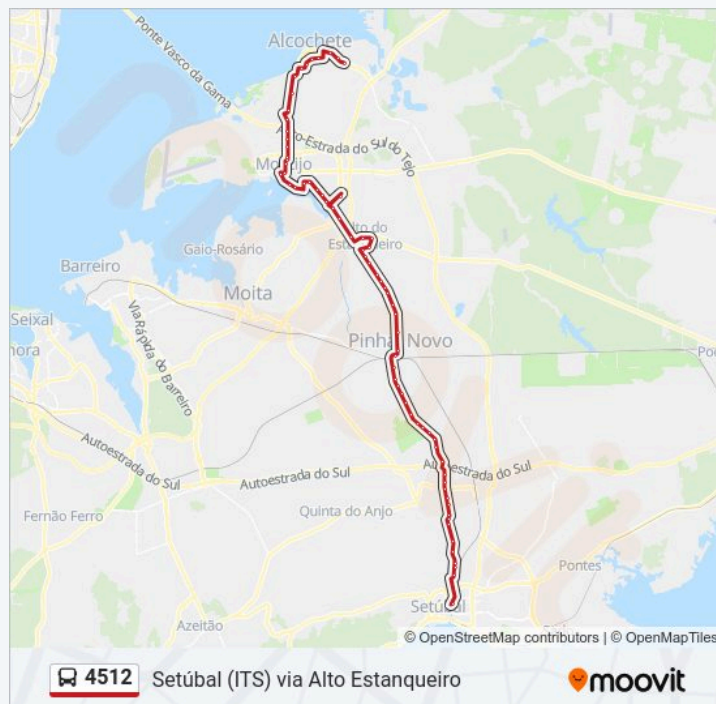 Alcochete
Ponte Vasco da Gama
Auto-Estrada do Sul do Tejo
Montijo
Alto do
Estanqueiro
Gaio-Rosário
Barreiro
Moita
Seixal
Via Rápida do Barreiro
Pinhal Novo
Autoestrada do Sul
Autoestrada do Sul
Autoestrada do Sul
Quinta do Anjo
Fernão Ferro
Pontes
Setúbal
Azeitão
© OpenStreetMap contributors | © OpenMapTiles
4512 Setúbal (ITS) via Alto Estanqueiro
moovit